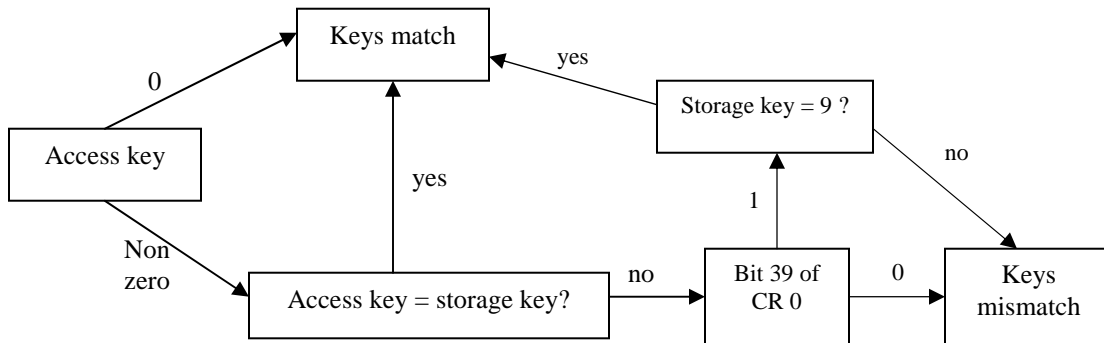 Keys match
yes
0
Storage key = 9 ?
Access key
no
yes
1
Non
zero
Bit 39 of
CR 0
no
0
Keys
mismatch
Access key = storage key?